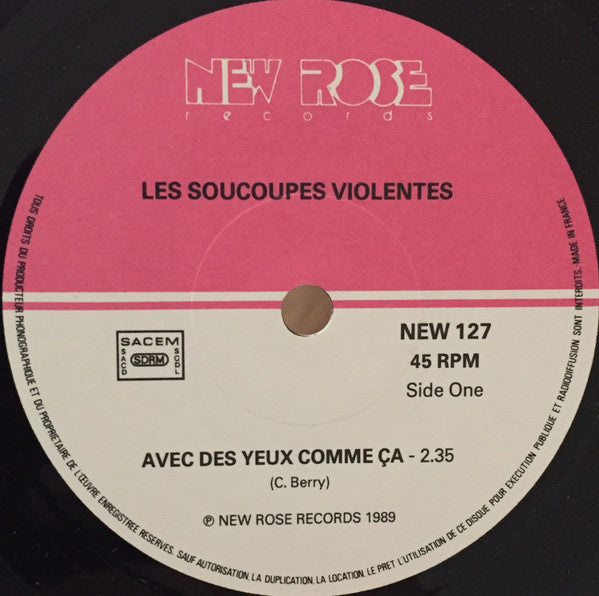 NEW ROSE
records
LES SOUCOUPES VIOLENTES
SACEM
SACD
SDRM
SCDL
NEW 127
45 RPM
Side One
AVEC DES YEUX COMME ÇA - 2.35
(C. Berry)
℗ NEW ROSE RECORDS 1989
TOUS DROITS DU PRODUCTEUR PHONOGRAPHIQUE ET DU PROPRIETAIRE DE L'ŒUVRE ENREGISTREE RESERVES. SAUF AUTORISATION, LA DUPLICATION, LA LOCATION, LE PRET L'UTILISATION DE CE DISQUE POUR EXECUTION PUBLIQUE ET RADIODIFFUSION SONT INTERDITS. MADE IN FRANCE